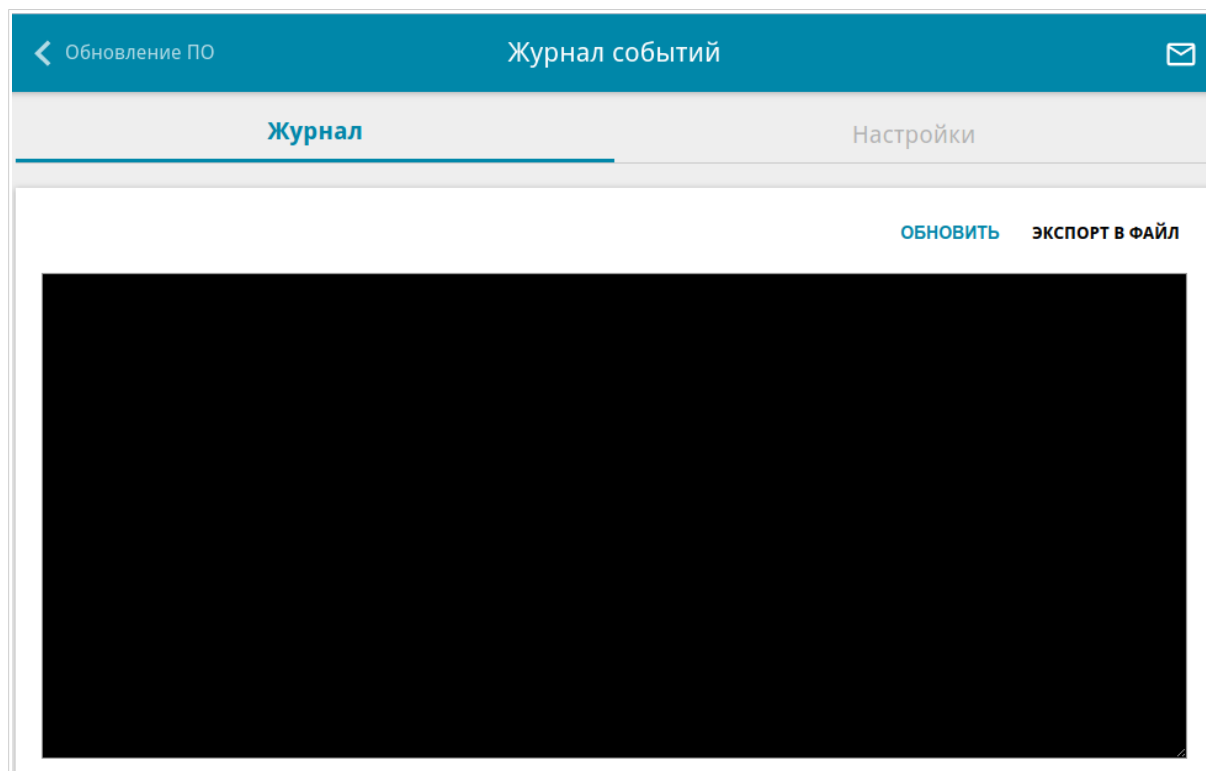 Обновление ПО
Журнал событий
Журнал
Настройки
ОБНОВИТЬ
ЭКСПОРТ В ФАЙЛ